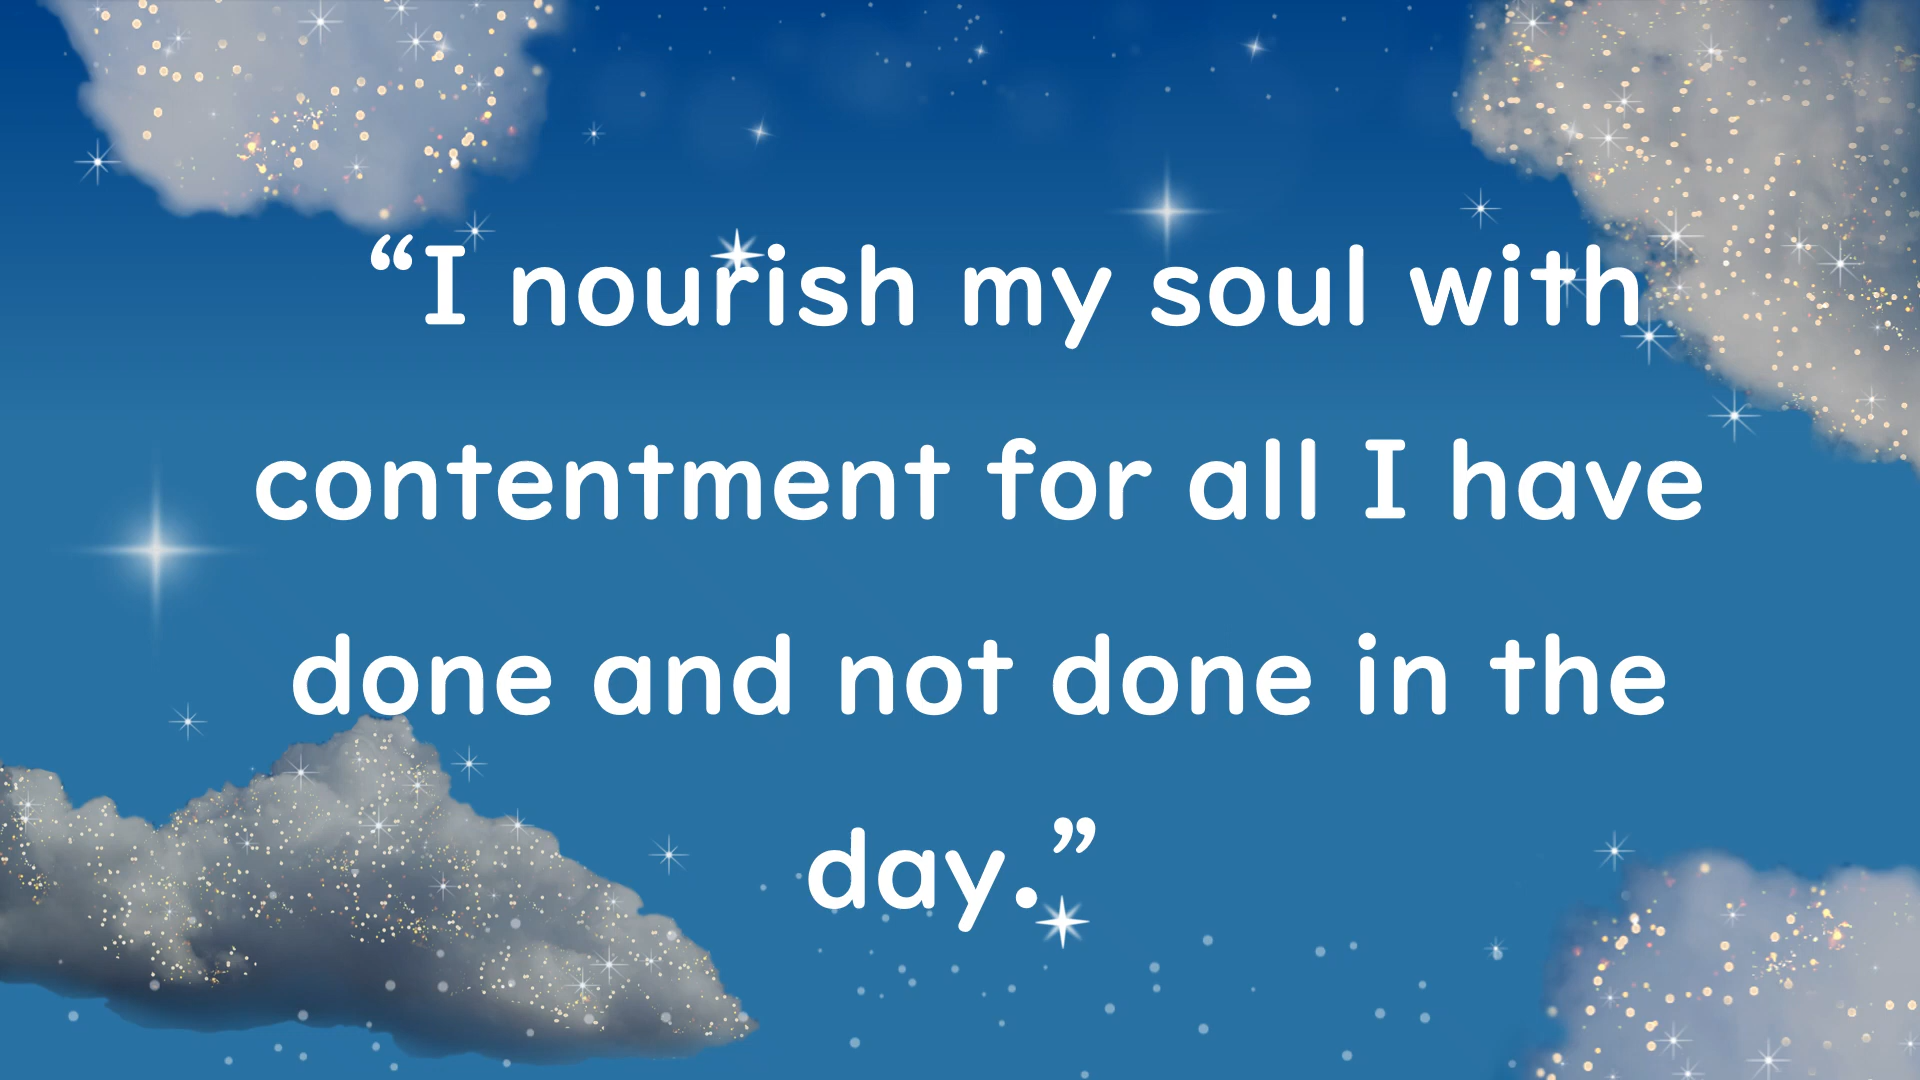 “I nourish my soul with
contentment for all I have
done and not done in the
day.”